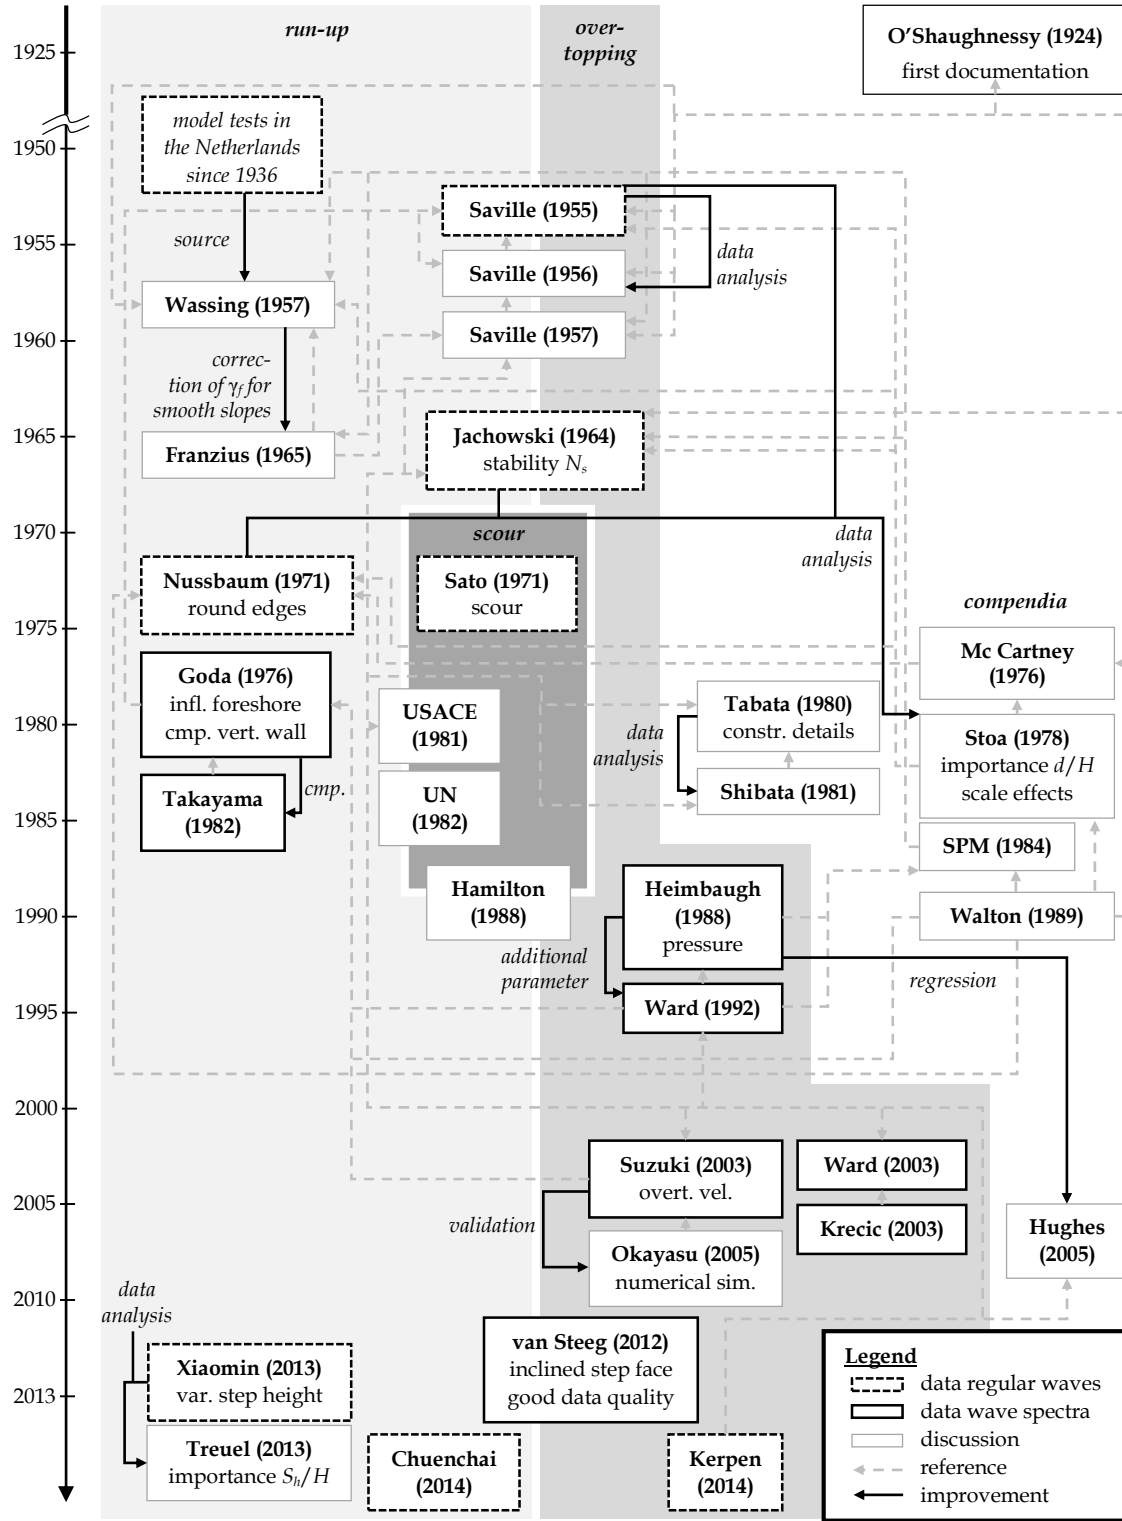 run-up
over-
topping
O'Shaughnessy (1924)
first documentation
1925
1950
1955
1960
1965
1970
1975
1980
1985
1990
1995
2000
2005
2010
2013
model tests in
the Netherlands
since 1936
source
Saville (1955)
Saville (1956)
data
analysis
Wassing (1957)
Saville (1957)
correc-
tion of γf for
smooth slopes
Franzius (1965)
Jachowski (1964)
stability Ns
scour
data
analysis
Nussbaum (1971)
round edges
Sato (1971)
scour
compendia
Mc Cartney
(1976)
Goda (1976)
infl. foreshore
cmp. vert. wall
USACE
(1981)
Tabata (1980)
constr. details
Stoa (1978)
importance d/H
scale effects
data
analysis
Takayama
(1982)
cmp.
UN
(1982)
Shibata (1981)
SPM (1984)
Hamilton
(1988)
Heimbaugh
(1988)
pressure
Walton (1989)
additional
parameter
regression
Ward (1992)
Suzuki (2003)
overt. vel.
Ward (2003)
validation
Okayasu (2005)
numerical sim.
Krecic (2003)
Hughes
(2005)
data
analysis
Xiaomin (2013)
var. step height
van Steeg (2012)
inclined step face
good data quality
Treuel (2013)
importance Sh/H
Chuenchai
(2014)
Kerpen
(2014)
Legend
data regular waves
data wave spectra
discussion
reference
improvement